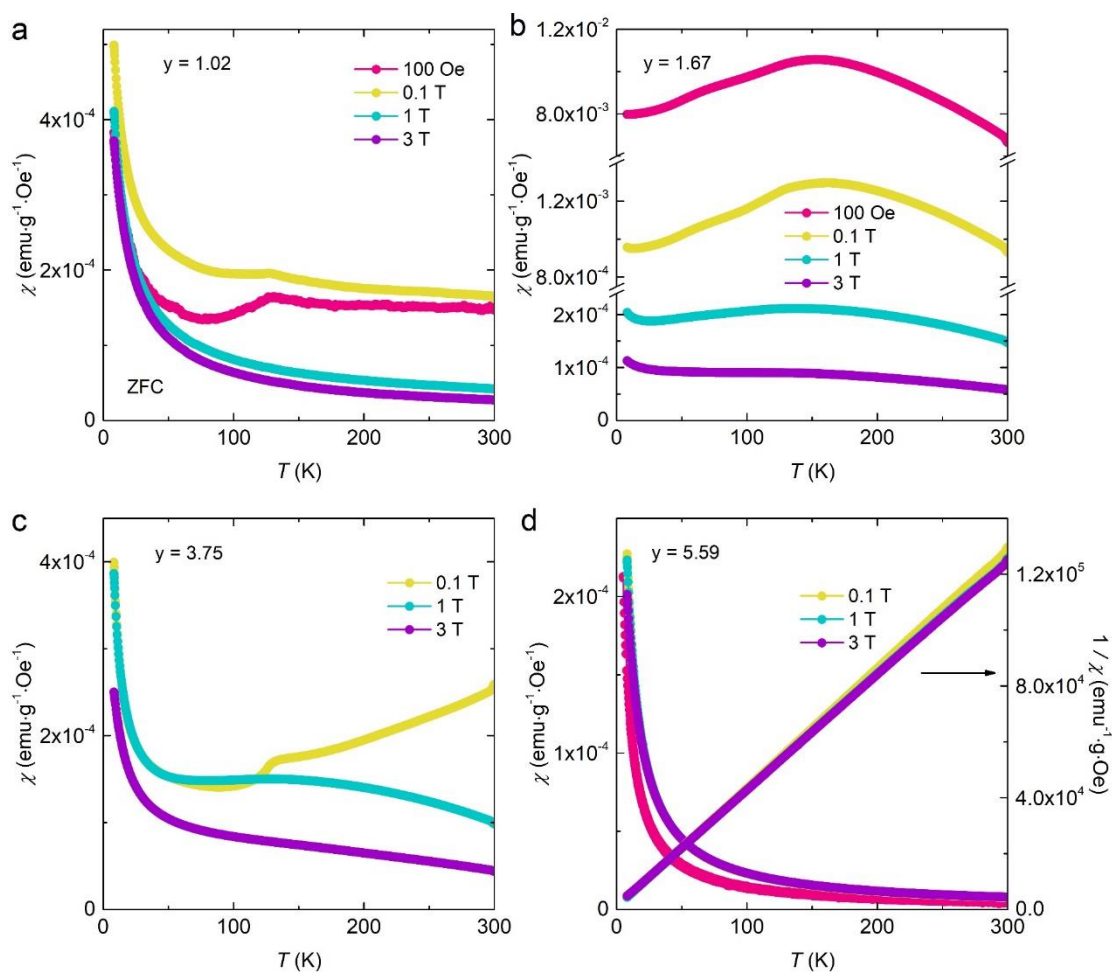 a
y = 1.02
100 Oe
0.1 T
1 T
3 T
4x10⁻⁴
2x10⁻⁴
0
χ (emu·g⁻¹·Oe⁻¹)
ZFC
0 100 200 300
T (K)
b
y = 1.67
1.2x10⁻²
8.0x10⁻³
1.2x10⁻³
8.0x10⁻⁴
2x10⁻⁴
1x10⁻⁴
0
χ (emu·g⁻¹·Oe⁻¹)
100 Oe
0.1 T
1 T
3 T
0 100 200 300
T (K)
c
y = 3.75
0.1 T
1 T
3 T
4x10⁻⁴
2x10⁻⁴
0
χ (emu·g⁻¹·Oe⁻¹)
0 100 200 300
T (K)
d
y = 5.59
0.1 T
1 T
3 T
2x10⁻⁴
1x10⁻⁴
0
χ (emu·g⁻¹·Oe⁻¹)
1.2x10⁵
8.0x10⁴
4.0x10⁴
0.0
1 / χ (emu⁻¹·g·Oe)
0 100 200 300
T (K)